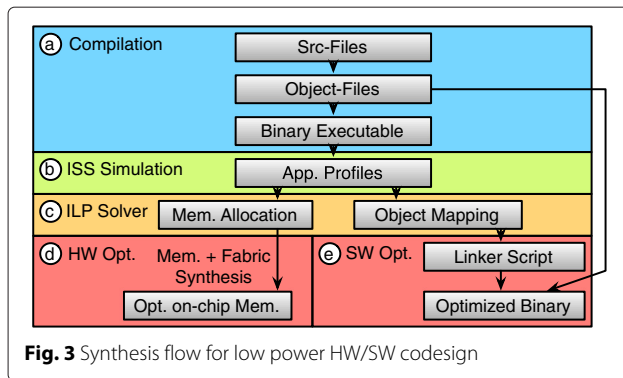 a Compilation
Src-Files
Object-Files
Binary Executable
b ISS Simulation
App. Profiles
c ILP Solver
Mem. Allocation
Object Mapping
d HW Opt.
Mem. + Fabric
Synthesis
Opt. on-chip Mem.
e SW Opt.
Linker Script
Optimized Binary
Fig. 3 Synthesis flow for low power HW/SW codesign